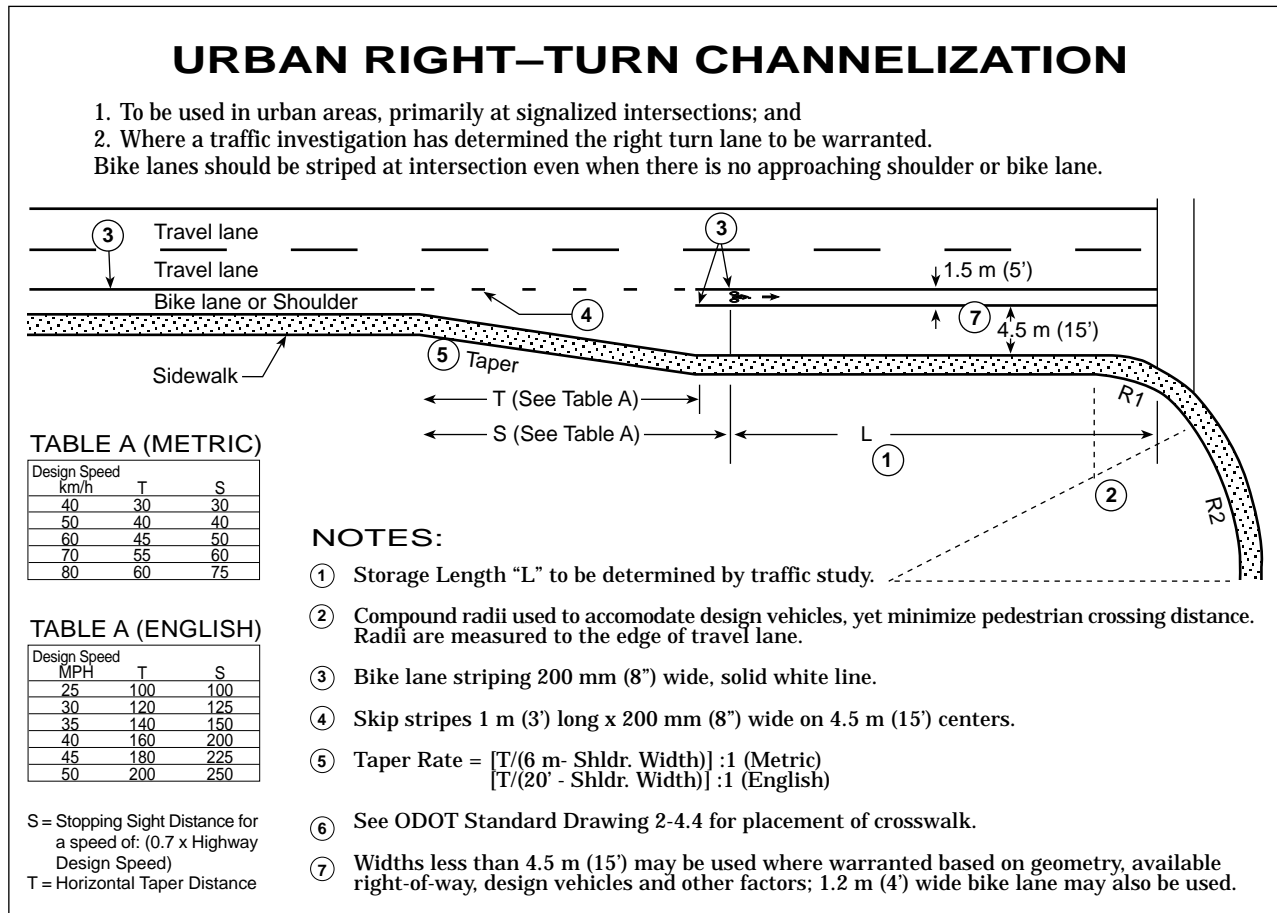 URBAN RIGHT–TURN CHANNELIZATION
1. To be used in urban areas, primarily at signalized intersections; and
2. Where a traffic investigation has determined the right turn lane to be warranted.
Bike lanes should be striped at intersection even when there is no approaching shoulder or bike lane.
3
Travel lane
3
Travel lane
1.5 m (5')
Bike lane or Shoulder
4
7
4.5 m (15')
5
Taper
Sidewalk
T (See Table A)
R1
S (See Table A)
L
1
2
R2
TABLE A (METRIC)
Design Speed
km/h T S
40 30 30
50 40 40
60 45 50
70 55 60
80 60 75
TABLE A (ENGLISH)
Design Speed
MPH T S
25 100 100
30 120 125
35 140 150
40 160 200
45 180 225
50 200 250
S = Stopping Sight Distance for
a speed of: (0.7 x Highway
Design Speed)
T = Horizontal Taper Distance
NOTES:
1 Storage Length “L” to be determined by traffic study.
2 Compound radii used to accomodate design vehicles, yet minimize pedestrian crossing distance.
Radii are measured to the edge of travel lane.
3 Bike lane striping 200 mm (8”) wide, solid white line.
4 Skip stripes 1 m (3') long x 200 mm (8”) wide on 4.5 m (15') centers.
5 Taper Rate = [T/(6 m- Shldr. Width)] :1 (Metric)
[T/(20' - Shldr. Width)] :1 (English)
6 See ODOT Standard Drawing 2-4.4 for placement of crosswalk.
7 Widths less than 4.5 m (15') may be used where warranted based on geometry, available
right-of-way, design vehicles and other factors; 1.2 m (4') wide bike lane may also be used.